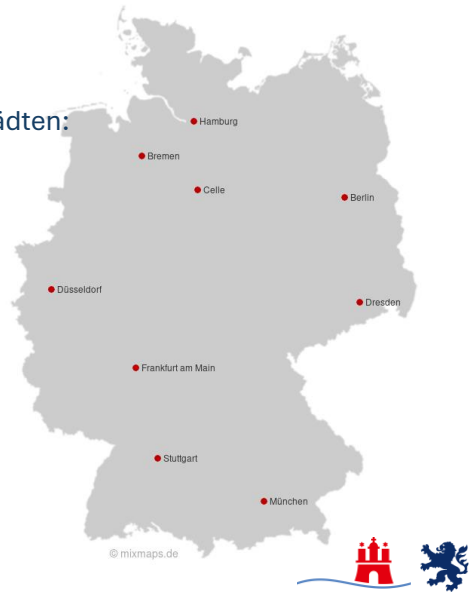 ädten:
Hamburg
Bremen
Celle
Berlin
Düsseldorf
Dresden
Frankfurt am Main
Stuttgart
München
© mixmaps.de